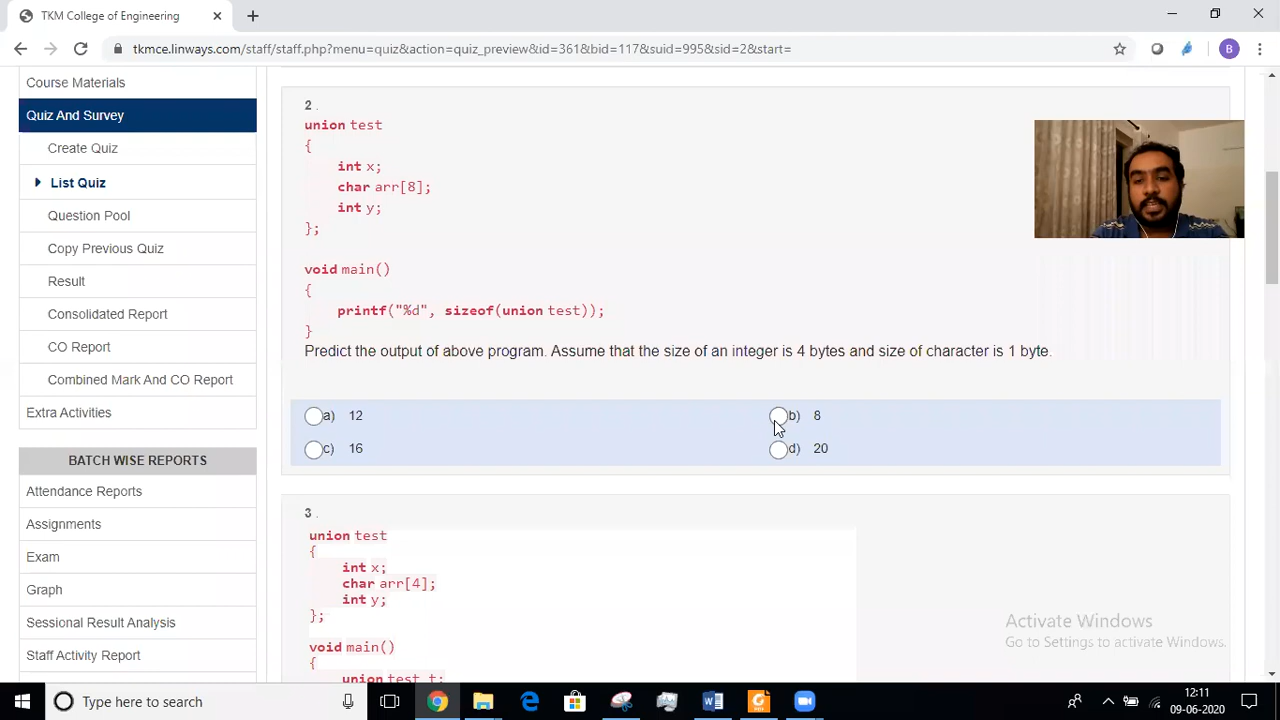 TKM College of Engineering
tkmce.linways.com/staff/staff.php?menu=quiz&action=quiz_preview&id=361&tbid=117&suid=995&sid=2&start=
B
Course Materials
Quiz And Survey
Create Quiz
List Quiz
Question Pool
Copy Previous Quiz
Result
Consolidated Report
CO Report
Combined Mark And CO Report
Extra Activities
BATCH WISE REPORTS
Attendance Reports
Assignments
Exam
Graph
Sessional Result Analysis
Staff Activity Report
2 .
union test
{
int x;
char arr[8];
int y;
};
void main()
{
printf("%d", sizeof(union test));
}
Predict the output of above program. Assume that the size of an integer is 4 bytes and size of character is 1 byte.
a) 12
b) 8
c) 16
d) 20
3 .
union test
{
int x;
char arr[4];
int y;
};
void main()
{
union test t;
Activate Windows
Go to Settings to activate Windows.
Type here to search
12:11
09-06-2020